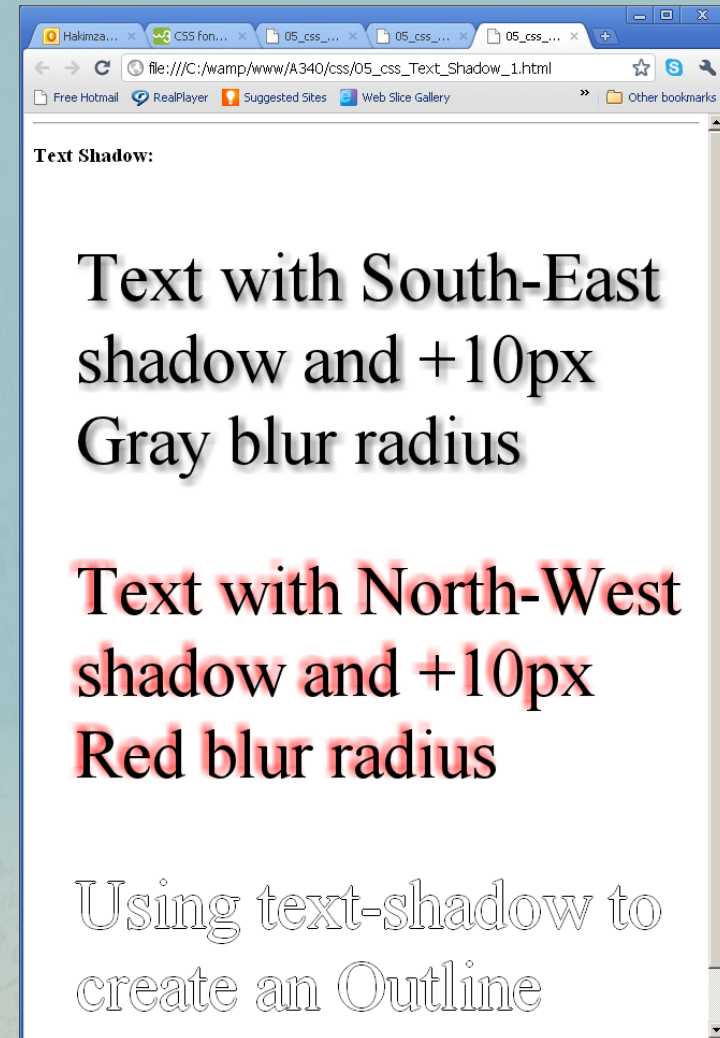 Hakimza...
CSS fon...
05_css_...
05_css_...
05_css_...
file:///C:/wamp/www/A340/css/05_css_Text_Shadow_1.html
Free Hotmail
RealPlayer
Suggested Sites
Web Slice Gallery
»
Other bookmarks
Text Shadow:
Text with South-East
shadow and +10px
Gray blur radius
Text with North-West
shadow and +10px
Red blur radius
Using text-shadow to
create an Outline